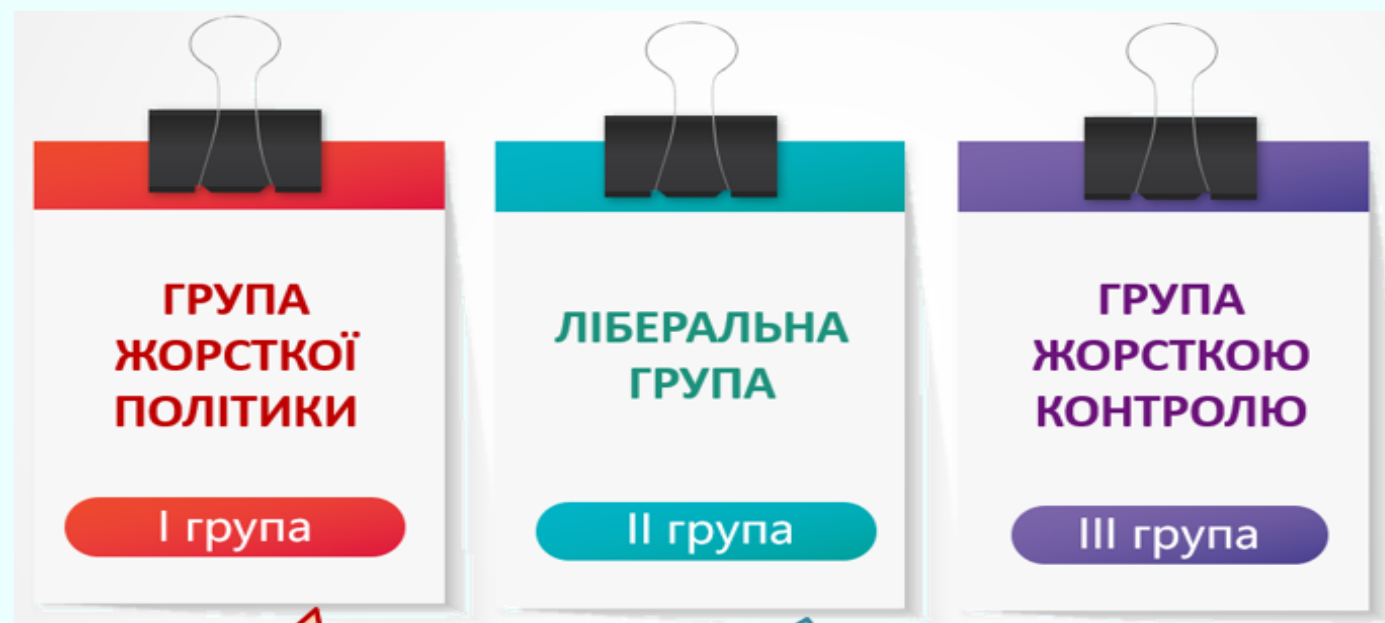 ГРУПА
ЖОРСТКОЇ
ПОЛІТИКИ
І група
ЛІБЕРАЛЬНА
ГРУПА
ІІ група
ГРУПА
ЖОРСТКОЮ
КОНТРОЛЮ
ІІІ група